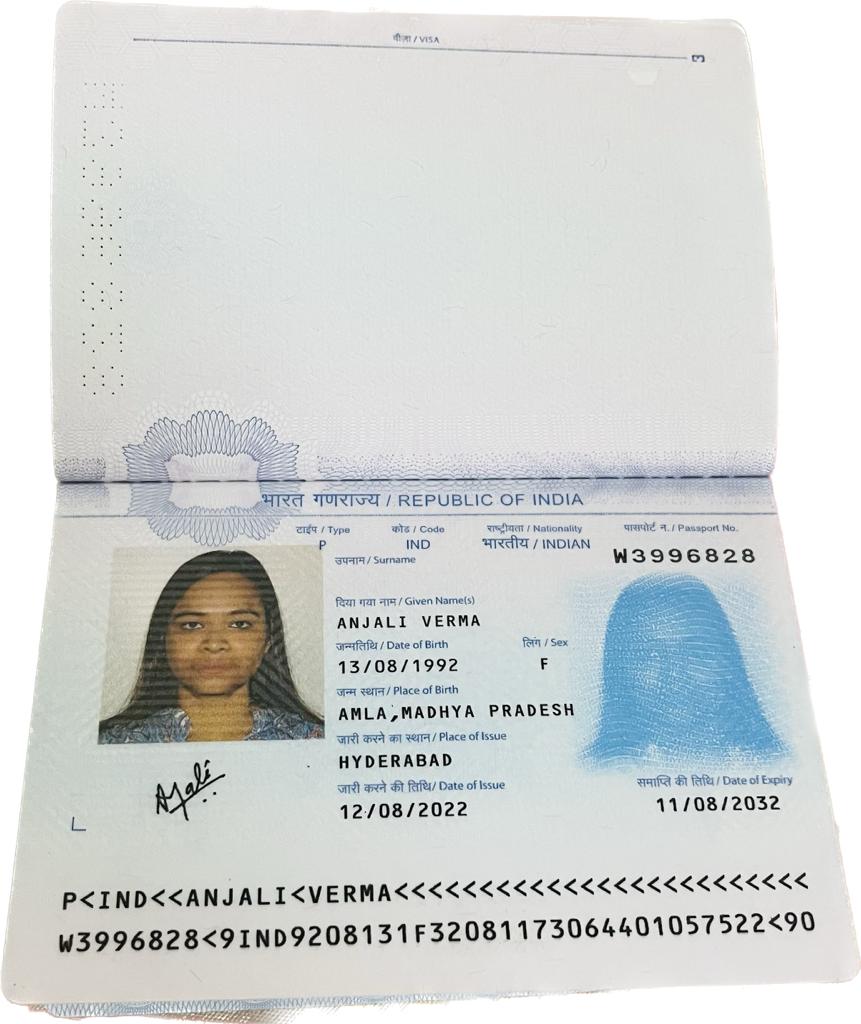 वीज़ा / VISA
3
भारत गणराज्य / REPUBLIC OF INDIA
टाईप / Type कोड / Code राष्ट्रीयता / Nationality पासपोर्ट न. / Passport No.
P IND भारतीय / INDIAN W3996828
उपनाम / Surname
दिया गया नाम / Given Name(s)
ANJALI VERMA
जन्मतिथि / Date of Birth लिंग / Sex
13/08/1992 F
जन्म स्थान / Place of Birth
AMLA,MADHYA PRADESH
जारी करने का स्थान / Place of Issue
HYDERABAD
जारी करने की तिथि / Date of Issue समाप्ति की तिथि / Date of Expiry
12/08/2022 11/08/2032
Anjali
P<IND<<ANJALI<VERMA<<<<<<<<<<<<<<<<<<<<<<<<<
W3996828<9IND9208131F32081173064401057522<90